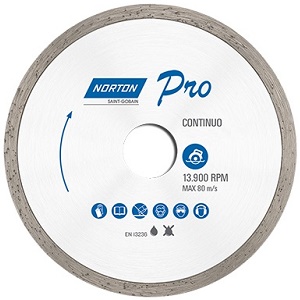 NORTON
SAINT-GOBAIN
Pro
CONTINUO
13.900 RPM
MAX 80 m/s
EN 13236